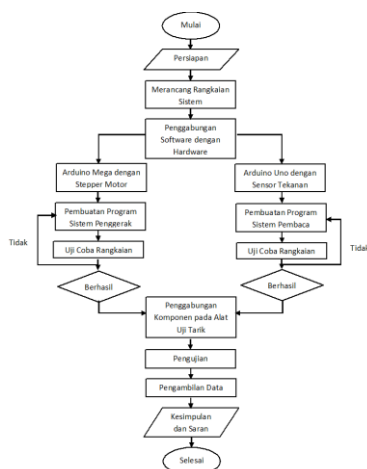 Mulai
Persiapan
Merancang Rangkaian
Sistem
Penggabungan
Software dengan
Hardware
Arduino Mega dengan
Stepper Motor
Arduino Uno dengan
Sensor Tekanan
Pembuatan Program
Sistem Penggerak
Pembuatan Program
Sistem Pembaca
Tidak
Tidak
Uji Coba Rangkaian
Uji Coba Rangkaian
Berhasil
Berhasil
Penggabungan
Komponen pada Alat
Uji Tarik
Pengujian
Pengambilan Data
Kesimpulan
dan Saran
Selesai